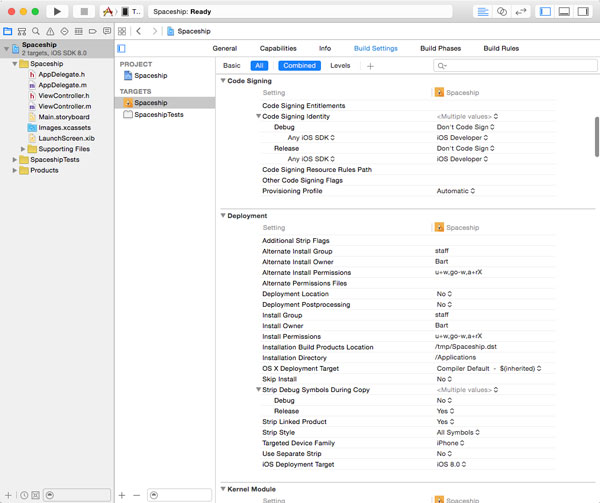 Spaceship: Ready
T...
Spaceship
Spaceship
2 targets, iOS SDK 8.0
Spaceship
AppDelegate.h
AppDelegate.m
ViewController.h
ViewController.m
Main.storyboard
Images.xcassets
LaunchScreen.xib
Supporting Files
SpaceshipTests
Products
General Capabilities Info Build Settings Build Phases Build Rules
PROJECT
Spaceship
TARGETS
Spaceship
SpaceshipTests
Basic All Combined Levels +
Code Signing
Setting Spaceship
Code Signing Entitlements
Code Signing Identity <Multiple values>
Debug Don't Code Sign
Any iOS SDK iOS Developer
Release Don't Code Sign
Any iOS SDK iOS Developer
Code Signing Resource Rules Path
Other Code Signing Flags
Provisioning Profile Automatic
Deployment
Setting Spaceship
Additional Strip Flags
Alternate Install Group staff
Alternate Install Owner Bart
Alternate Install Permissions u+w,go-w,a+rX
Alternate Permissions Files
Deployment Location No
Deployment Postprocessing No
Install Group staff
Install Owner Bart
Install Permissions u+w,go-w,a+rX
Installation Build Products Location /tmp/Spaceship.dst
Installation Directory /Applications
OS X Deployment Target Compiler Default - $(inherited)
Skip Install No
Strip Debug Symbols During Copy <Multiple values>
Debug No
Release Yes
Strip Linked Product Yes
Strip Style All Symbols
Targeted Device Family iPhone
Use Separate Strip No
iOS Deployment Target iOS 8.0
Kernel Module
Setting Spaceship